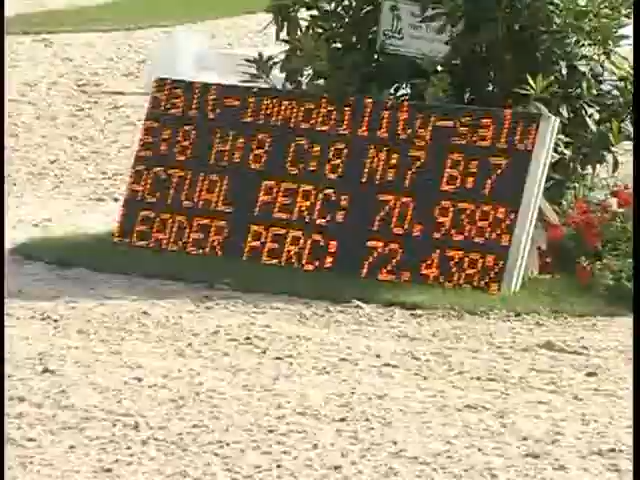 Halt-immobility-salu
E:8 H:8 C:8 M:7 B:7
ACTUAL PERC: 70.938%
LEADER PERC: 72.438%